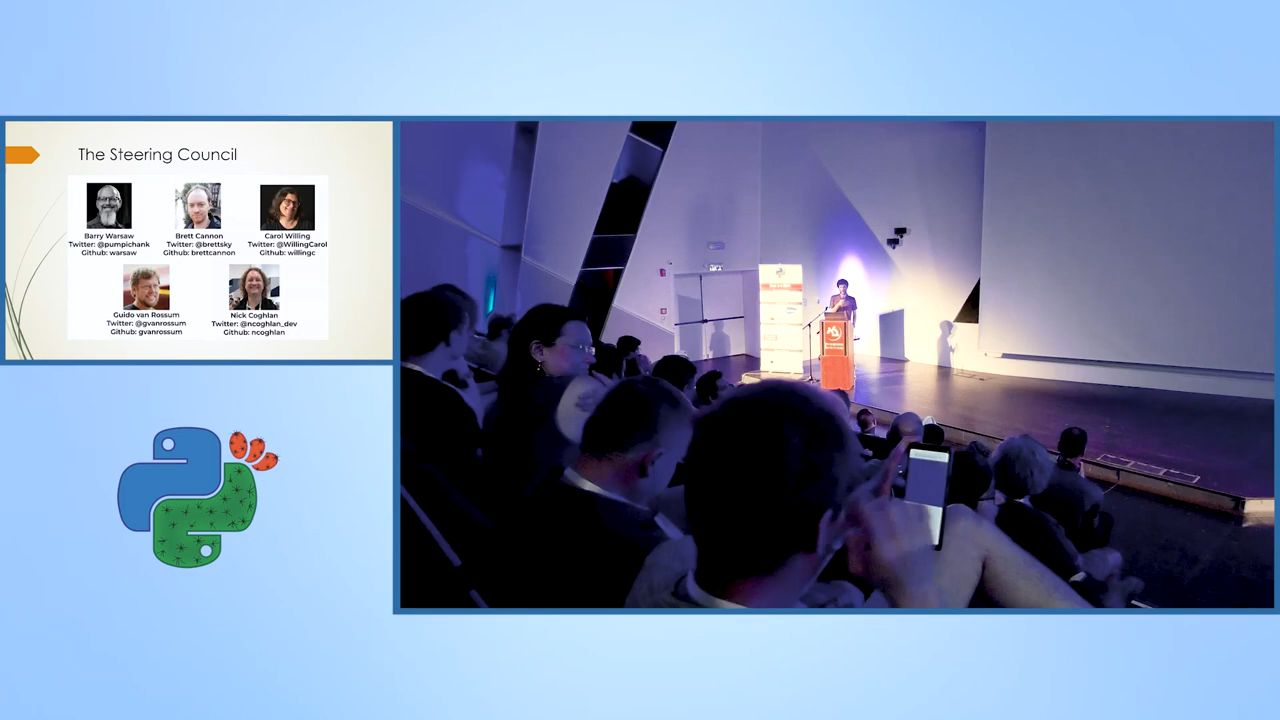 The Steering Council
Barry Warsaw
Twitter: @pumpichank
Github: warsaw
Brett Cannon
Twitter: @brettsky
Github: brettcannon
Carol Willing
Twitter: @WillingCarol
Github: willingc
Guido van Rossum
Twitter: @gvanrossum
Github: gvanrossum
Nick Coghlan
Twitter: @ncoghlan_dev
Github: ncoghlan